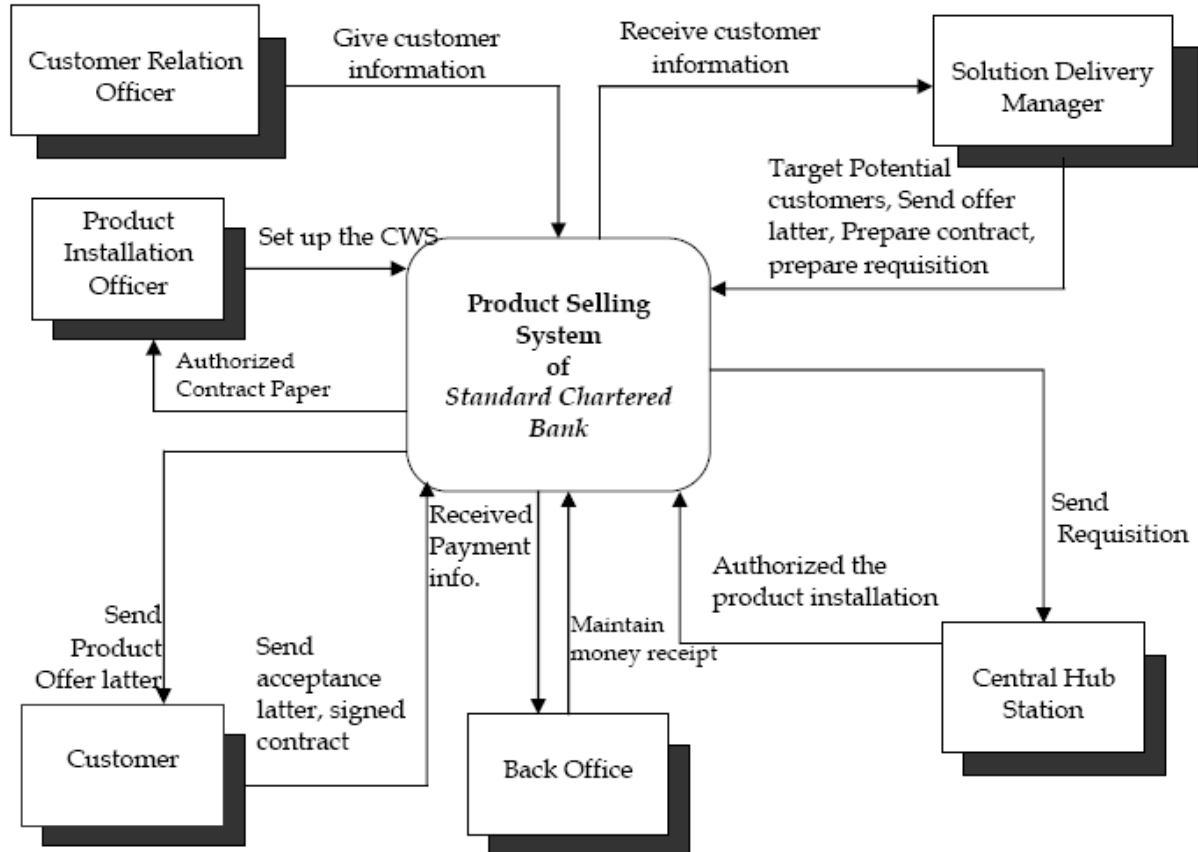 Customer Relation
Officer
Give customer
information
Receive customer
information
Solution Delivery
Manager
Target Potential
customers, Send offer
latter, Prepare contract,
prepare requisition
Product
Installation
Officer
Set up the CWS
Authorized
Contract Paper
Product Selling
System
of
Standard Chartered
Bank
Send
Product
Offer latter
Send
acceptance
latter, signed
contract
Received
Payment
info.
Maintain
money receipt
Authorized the
product installation
Send
Requisition
Customer
Back Office
Central Hub
Station